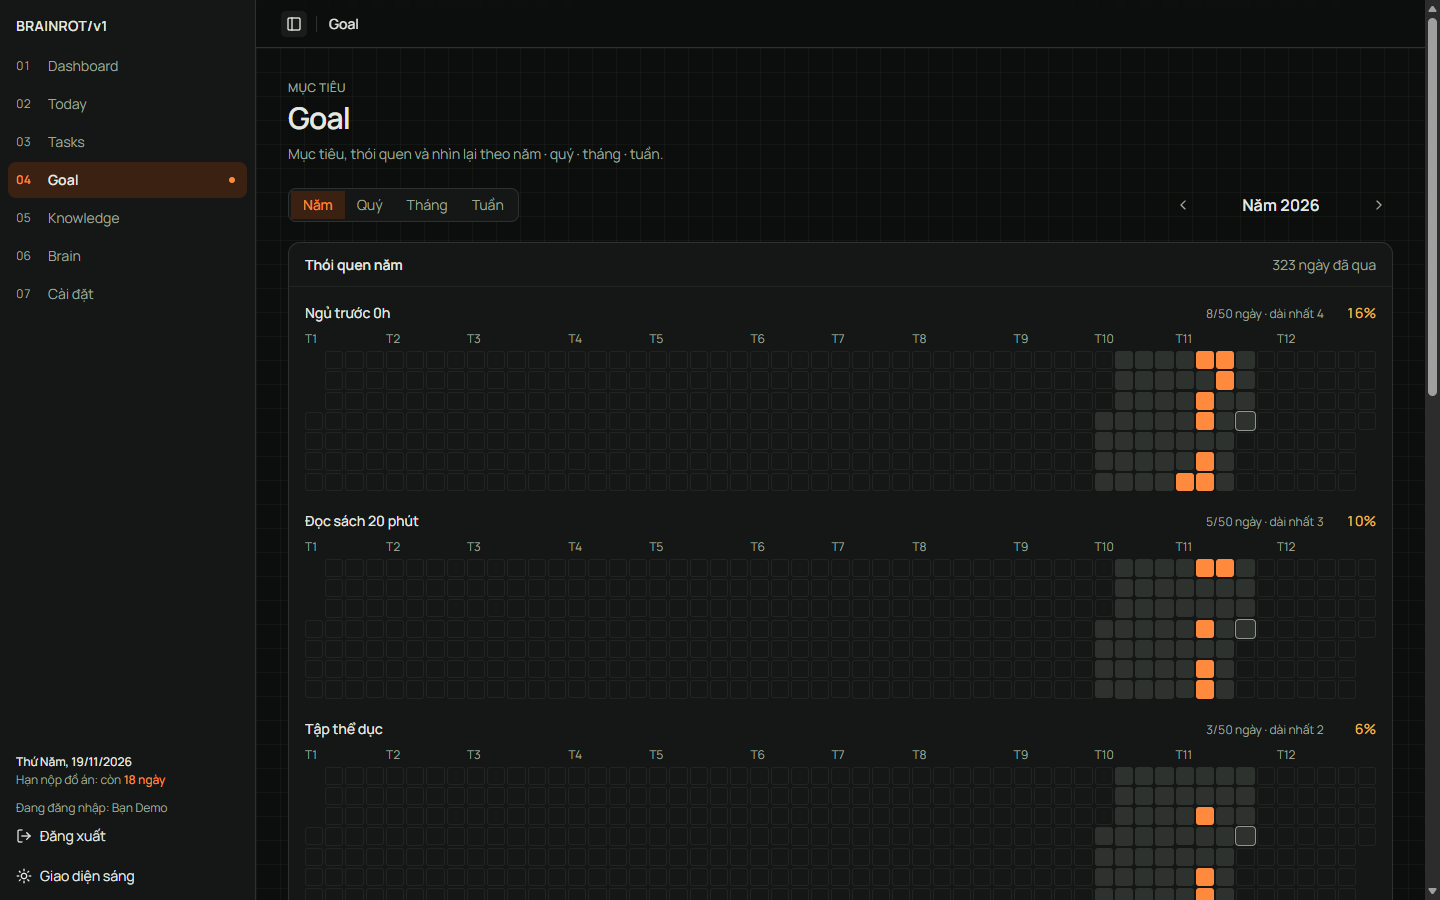 BRAINROT/v1
01 Dashboard
02 Today
03 Tasks
04 Goal
05 Knowledge
06 Brain
07 Cài đặt
Thứ Năm, 19/11/2026
Hạn nộp đồ án: còn 18 ngày
Đang đăng nhập: Bạn Demo
Đăng xuất
Giao diện sáng
Goal
MỤC TIÊU
Goal
Mục tiêu, thói quen và nhìn lại theo năm · quý · tháng · tuần.
Năm Quý Tháng Tuần
Năm 2026
Thói quen năm 323 ngày đã qua
Ngủ trước 0h 8/50 ngày · dài nhất 4 16%
T1 T2 T3 T4 T5 T6 T7 T8 T9 T10 T11 T12
Đọc sách 20 phút 5/50 ngày · dài nhất 3 10%
T1 T2 T3 T4 T5 T6 T7 T8 T9 T10 T11 T12
Tập thể dục 3/50 ngày · dài nhất 2 6%
T1 T2 T3 T4 T5 T6 T7 T8 T9 T10 T11 T12